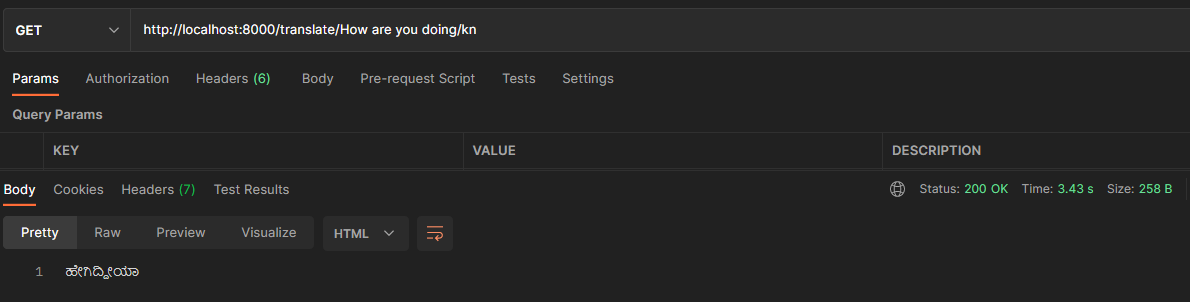 GET http://localhost:8000/translate/How are you doing/kn
Params Authorization Headers (6) Body Pre-request Script Tests Settings
Query Params
KEY VALUE DESCRIPTION
Body Cookies Headers (7) Test Results Status: 200 OK Time: 3.43 s Size: 258 B
Pretty Raw Preview Visualize HTML
1 ಹೇಗಿದ್ದೀಯಾ